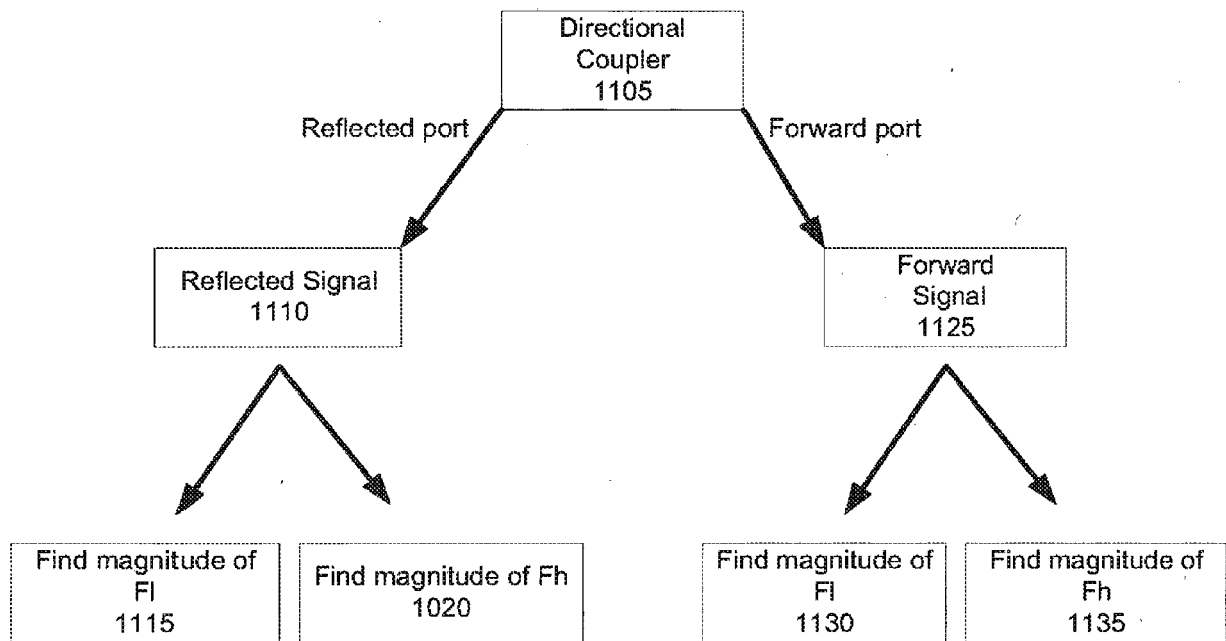 Directional
Coupler
1105
Reflected port
Forward port
Reflected Signal
1110
Forward
Signal
1125
Find magnitude of
Fl
1115
Find magnitude of Fh
1020
Find magnitude of
Fl
1130
Find magnitude of
Fh
1135